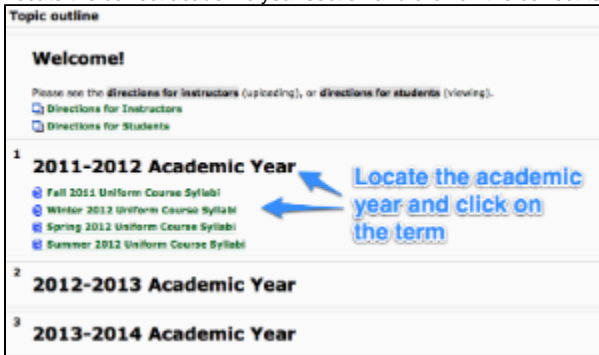 Topic outline
Welcome!
Please see the directions for instructors (uploading), or directions for students (viewing).
Directions for Instructors
Directions for Students
1
2011-2012 Academic Year
Fall 2011 Uniform Course Syllabi
Winter 2012 Uniform Course Syllabi
Spring 2012 Uniform Course Syllabi
Summer 2012 Uniform Course Syllabi
Locate the academic
year and click on
the term
2
2012-2013 Academic Year
3
2013-2014 Academic Year